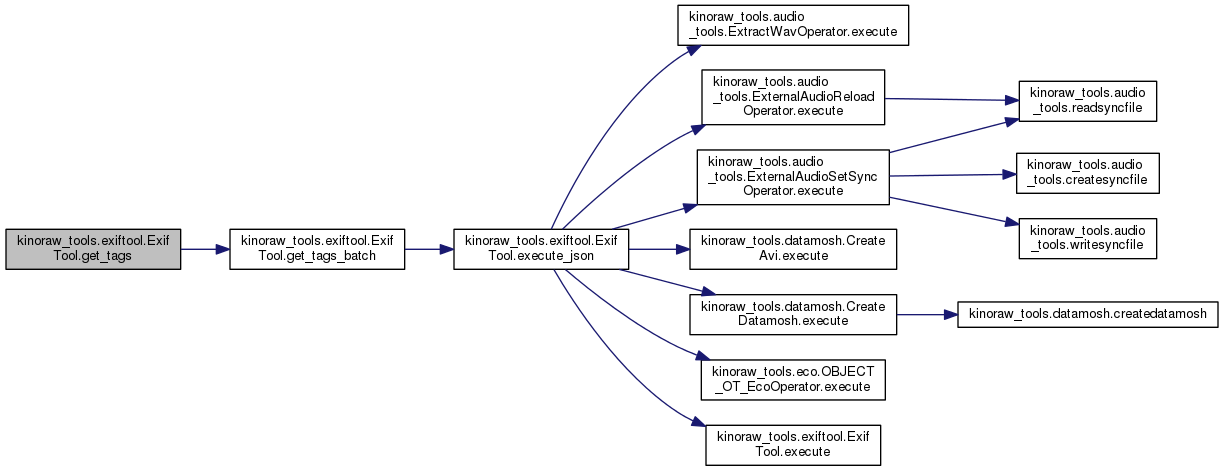 kinoraw_tools.audio
_tools.ExtractWavOperator.execute
kinoraw_tools.audio
_tools.ExternalAudioReload
Operator.execute
kinoraw_tools.audio
_tools.readsyncfile
kinoraw_tools.audio
_tools.ExternalAudioSetSync
Operator.execute
kinoraw_tools.audio
_tools.createsyncfile
kinoraw_tools.exiftool.Exif
Tool.get_tags
kinoraw_tools.exiftool.Exif
Tool.get_tags_batch
kinoraw_tools.exiftool.Exif
Tool.execute_json
kinoraw_tools.datamosh.Create
Avi.execute
kinoraw_tools.audio
_tools.writesyncfile
kinoraw_tools.datamosh.Create
Datamosh.execute
kinoraw_tools.datamosh.createdatamosh
kinoraw_tools.eco.OBJECT
_OT_EcoOperator.execute
kinoraw_tools.exiftool.Exif
Tool.execute